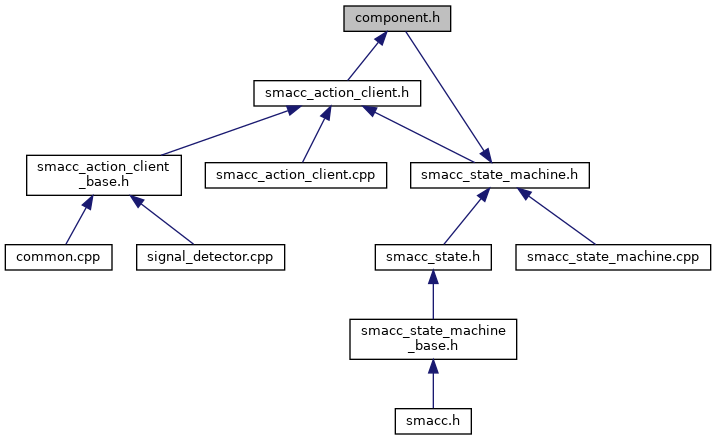 component.h
smacc_action_client.h
smacc_action_client
_base.h
smacc_action_client.cpp
smacc_state_machine.h
common.cpp
signal_detector.cpp
smacc_state.h
smacc_state_machine.cpp
smacc_state_machine
_base.h
smacc.h